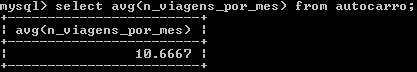 mysql> select avg(n_viagens_por_mes) from autocarro;
+------------------------+
| avg(n_viagens_por_mes) |
+------------------------+
|                10.6667 |
+------------------------+